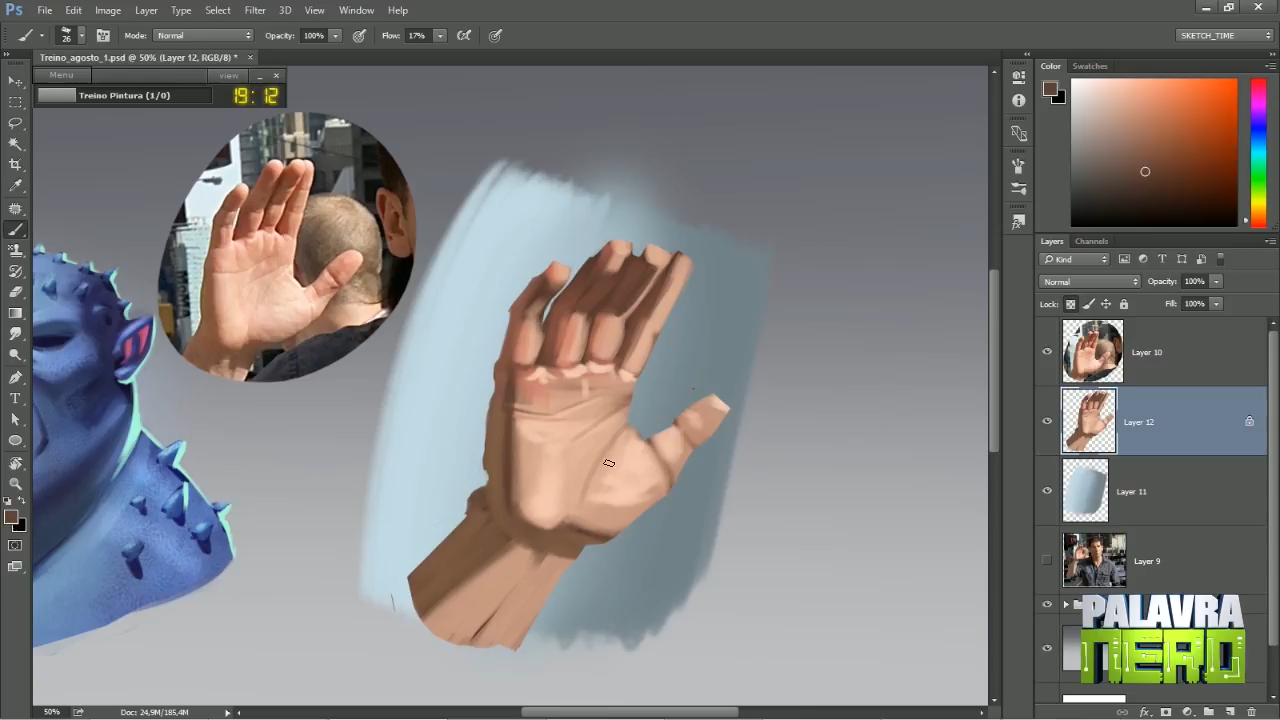 Ps File Edit Image Layer Type Select Filter 3D View Window Help
26 Mode: Normal Opacity: 100% Flow: 17% SKETCH_TIME
Treino_agosto_1.psd @ 50% (Layer 12, RGB/8) *
Menu view
Treino Pintura (1/0) 19:12
Color Swatches
Layers Channels
Kind
Normal Opacity: 100%
Lock: Fill: 100%
Layer 10
Layer 12
Layer 11
Layer 9
PALAVRA
NERD
50% Doc: 24,9M/185,4M